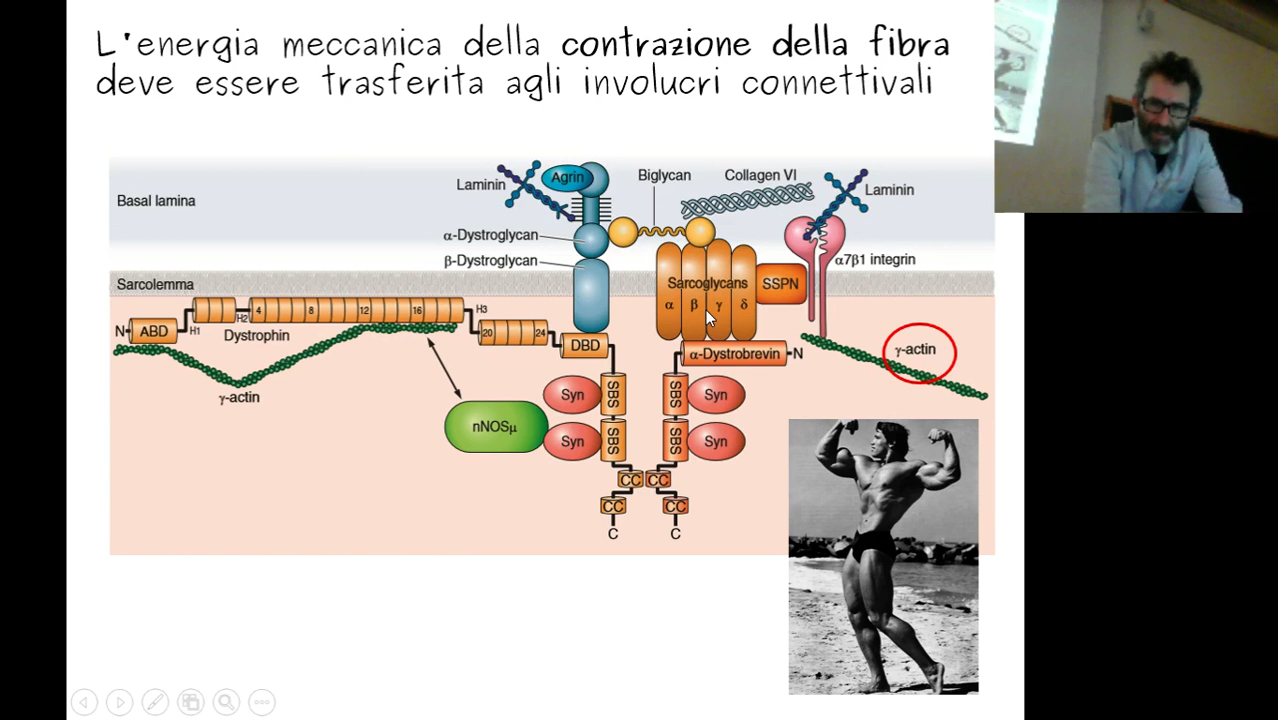 L'energia meccanica della contrazione della fibra
deve essere trasferita agli involucri connettivali
Basal lamina
Laminin
Agrin
Biglycan
Collagen VI
Laminin
α-Dystroglycan
β-Dystroglycan
α7β1 integrin
Sarcolemma
Sarcoglycans
α β γ δ
SSPN
N ABD H1 H2 4 8 12 16 H3 20 24
Dystrophin
DBD
α-Dystrobrevin N
γ-actin
γ-actin
nNOSμ
Syn SBS SBS Syn
Syn SBS SBS Syn
CC CC
CC CC
C C